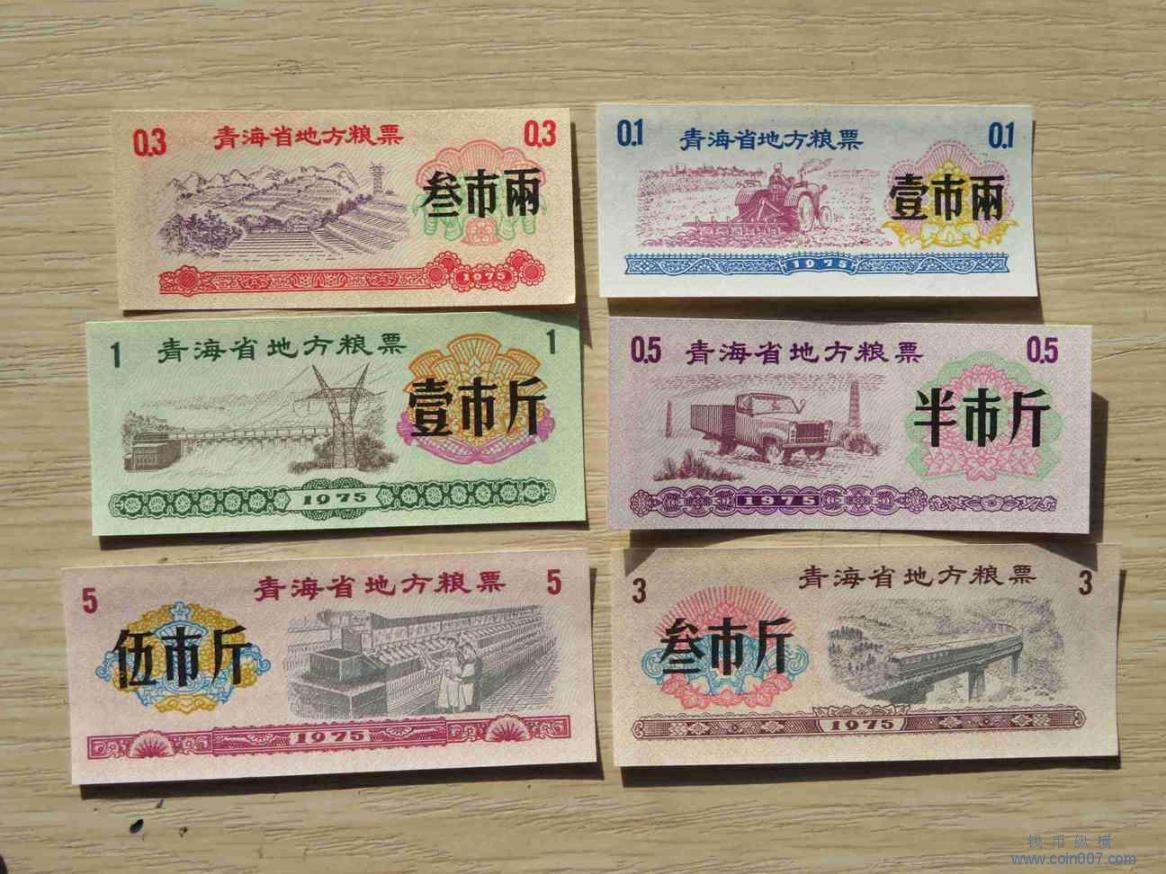 0.3 青海省地方粮票 0.3
叁市兩
1975
0.1 青海省地方粮票 0.1
壹市兩
1975
1 青海省地方粮票 1
壹市斤
1975
0.5 青海省地方粮票 0.5
半市斤
1975
5 青海省地方粮票 5
伍市斤
1975
3 青海省地方粮票 3
叁市斤
1975
钱币纵横
www.coin007.com